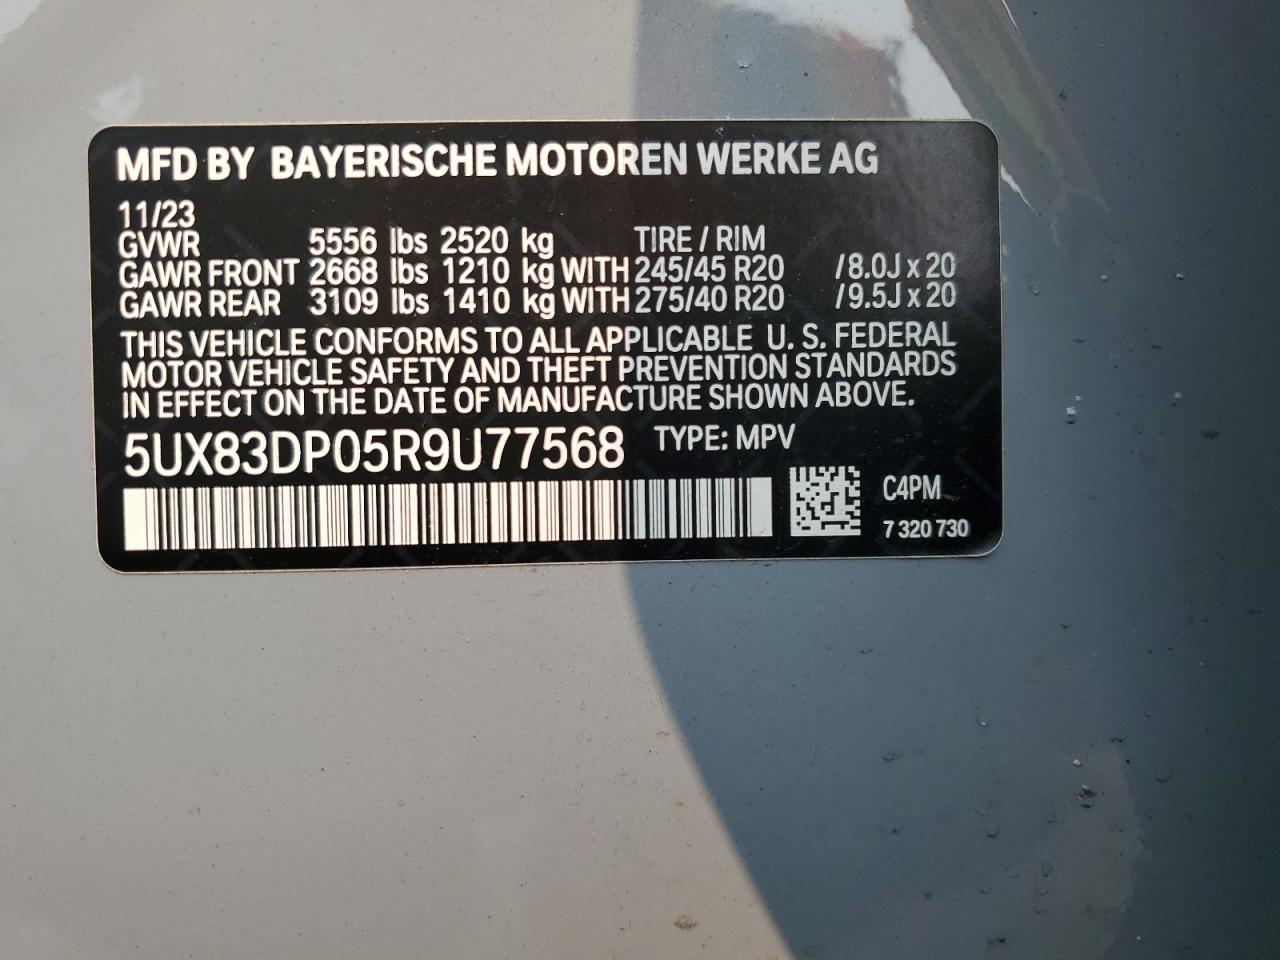 MFD BY BAYERISCHE MOTOREN WERKE AG
11/23
GVWR 5556 lbs 2520 kg TIRE / RIM
GAWR FRONT 2668 lbs 1210 kg WITH 245/45 R20 /8.0J x 20
GAWR REAR 3109 lbs 1410 kg WITH 275/40 R20 /9.5J x 20
THIS VEHICLE CONFORMS TO ALL APPLICABLE U. S. FEDERAL
MOTOR VEHICLE SAFETY AND THEFT PREVENTION STANDARDS
IN EFFECT ON THE DATE OF MANUFACTURE SHOWN ABOVE.
5UX83DP05R9U77568 TYPE: MPV
C4PM
7 320 730